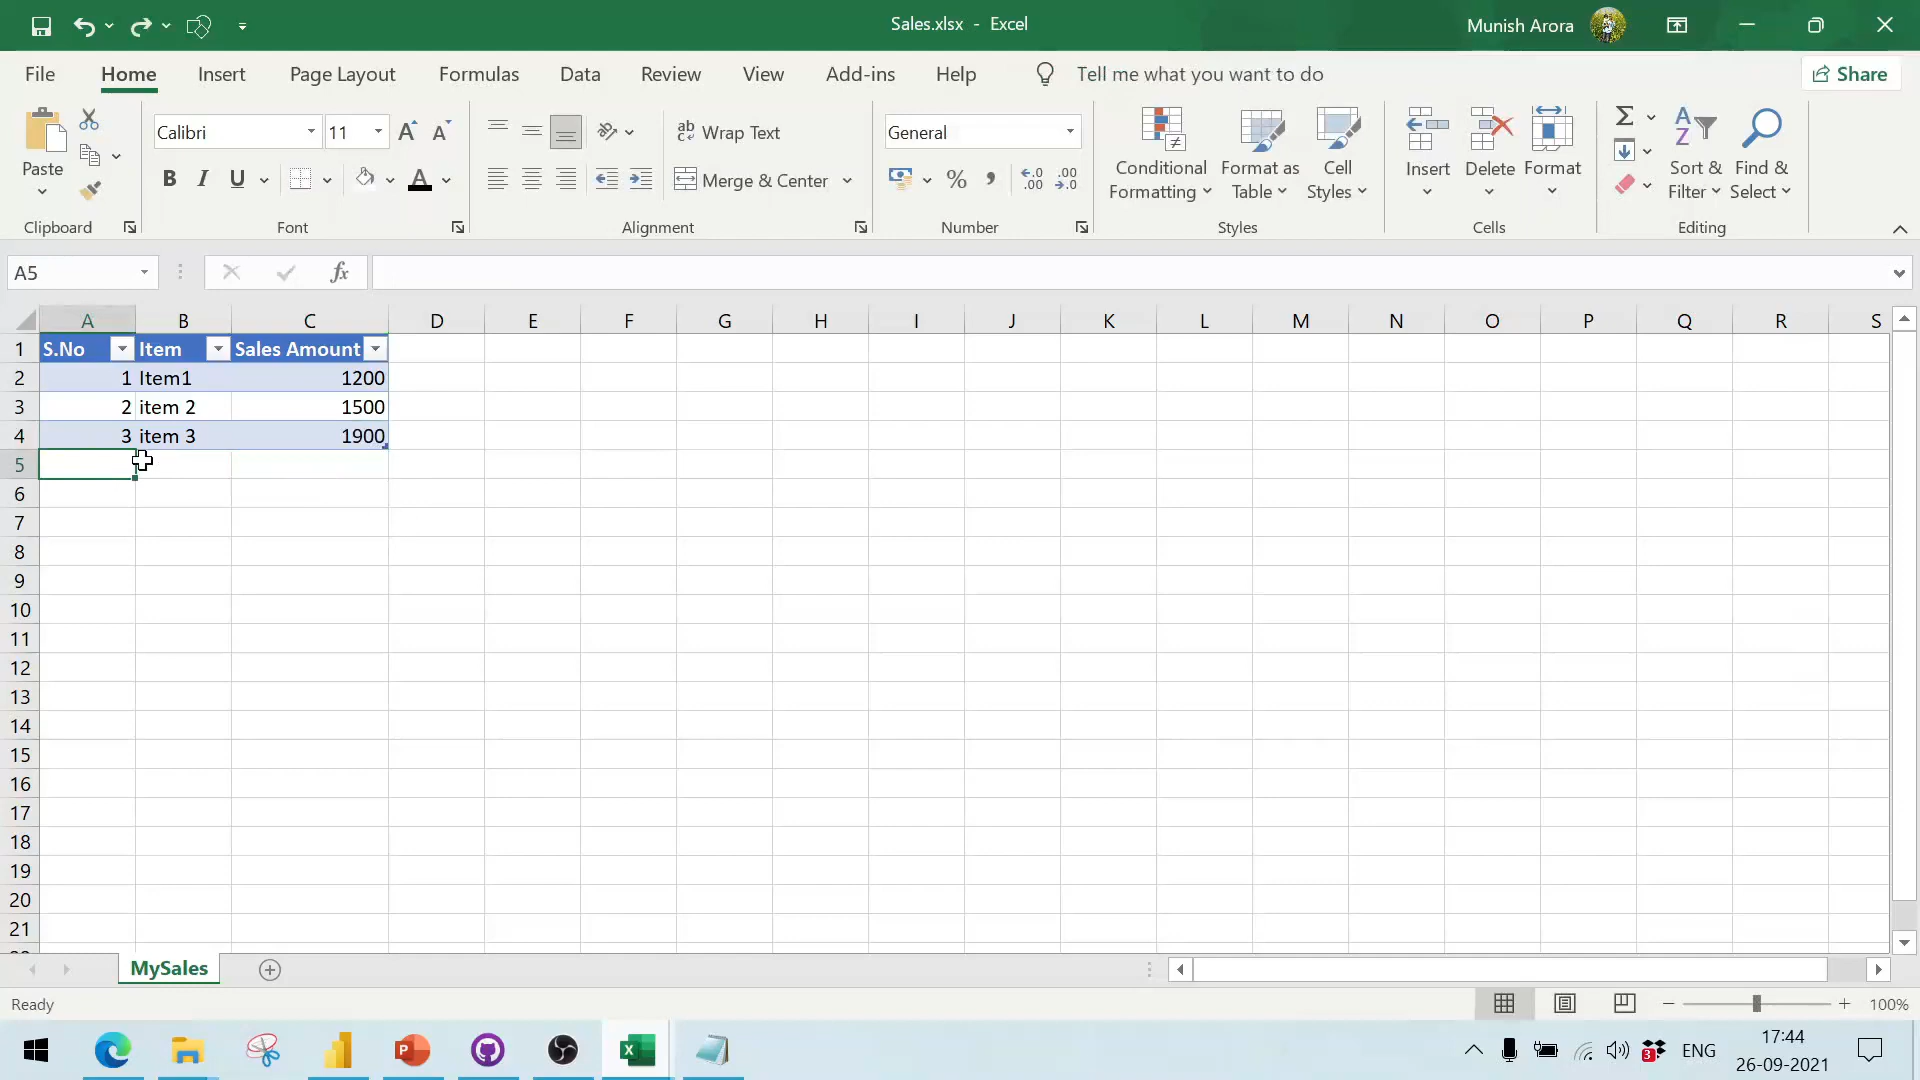 Sales.xlsx - Excel
Munish Arora
File Home Insert Page Layout Formulas Data Review View Add-ins Help Tell me what you want to do Share
Calibri 11 Wrap Text General
Paste
B I U Merge & Center
Conditional Formatting
Format as Table
Cell Styles
Insert Delete Format
Sort & Filter
Find & Select
Clipboard Font Alignment Number Styles Cells Editing
A5 fx
A B C D E F G H I J K L M N O P Q R S
1 S.No Item Sales Amount
2 1 Item1 1200
3 2 item 2 1500
4 3 item 3 1900
5
6
7
8
9
10
11
12
13
14
15
16
17
18
19
20
21
MySales
Ready 100%
3 ENG 17:44
26-09-2021